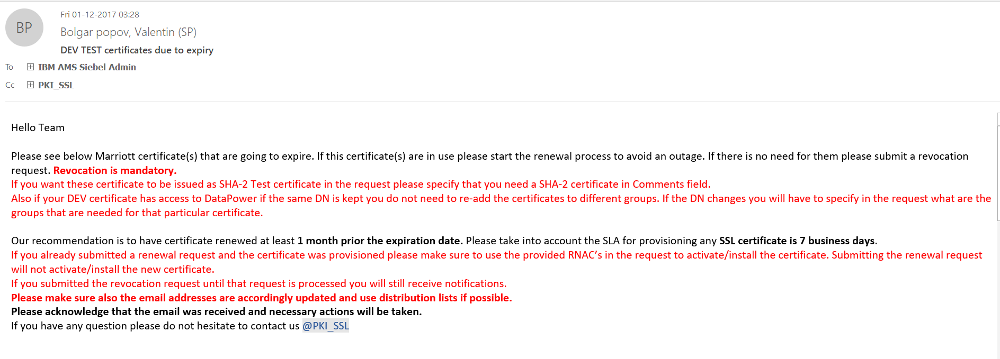 Fri 01-12-2017 03:28
BP
Bolgar popov, Valentin (SP)
DEV TEST certificates due to expiry
To IBM AMS Siebel Admin
Cc PKI_SSL
Hello Team
Please see below Marriott certificate(s) that are going to expire. If this certificate(s) are in use please start the renewal process to avoid an outage. If there is no need for them please submit a revocation
request. Revocation is mandatory.
If you want these certificate to be issued as SHA-2 Test certificate in the request please specify that you need a SHA-2 certificate in Comments field.
Also if your DEV certificate has access to DataPower if the same DN is kept you do not need to re-add the certificates to different groups. If the DN changes you will have to specify in the request what are the
groups that are needed for that particular certificate.
Our recommendation is to have certificate renewed at least 1 month prior the expiration date. Please take into account the SLA for provisioning any SSL certificate is 7 business days.
If you already submitted a renewal request and the certificate was provisioned please make sure to use the provided RNAC’s in the request to activate/install the certificate. Submitting the renewal request
will not activate/install the new certificate.
If you submitted the revocation request until that request is processed you will still receive notifications.
Please make sure also the email addresses are accordingly updated and use distribution lists if possible.
Please acknowledge that the email was received and necessary actions will be taken.
If you have any question please do not hesitate to contact us @PKI_SSL